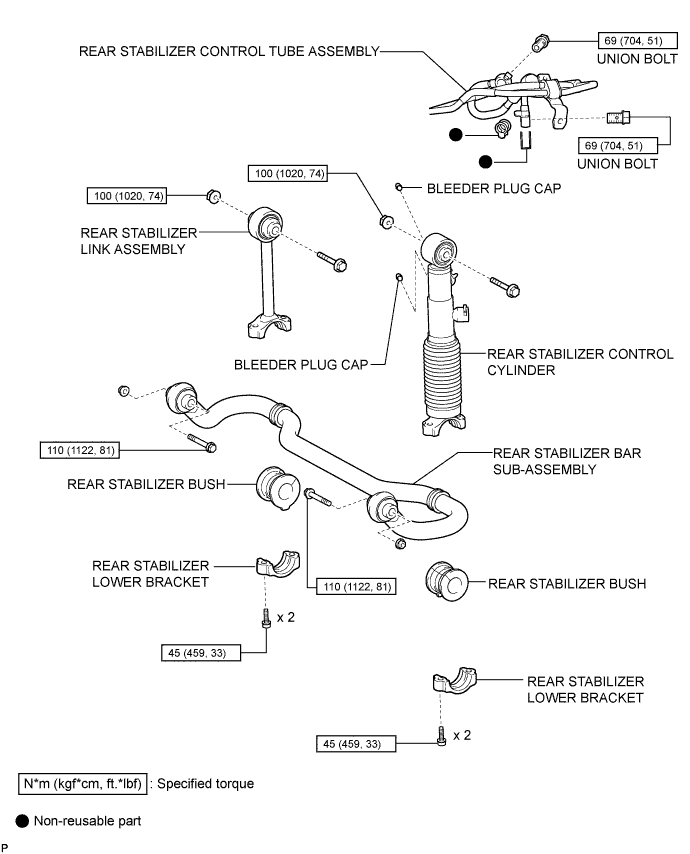 REAR STABILIZER CONTROL TUBE ASSEMBLY
69 (704, 51)
UNION BOLT
69 (704, 51)
UNION BOLT
100 (1020, 74)
BLEEDER PLUG CAP
100 (1020, 74)
REAR STABILIZER
LINK ASSEMBLY
BLEEDER PLUG CAP
REAR STABILIZER CONTROL
CYLINDER
110 (1122, 81)
REAR STABILIZER BAR
SUB-ASSEMBLY
REAR STABILIZER BUSH
REAR STABILIZER
LOWER BRACKET
110 (1122, 81)
REAR STABILIZER BUSH
x 2
45 (459, 33)
REAR STABILIZER
LOWER BRACKET
x 2
45 (459, 33)
N*m (kgf*cm, ft.*lbf) : Specified torque
Non-reusable part
P